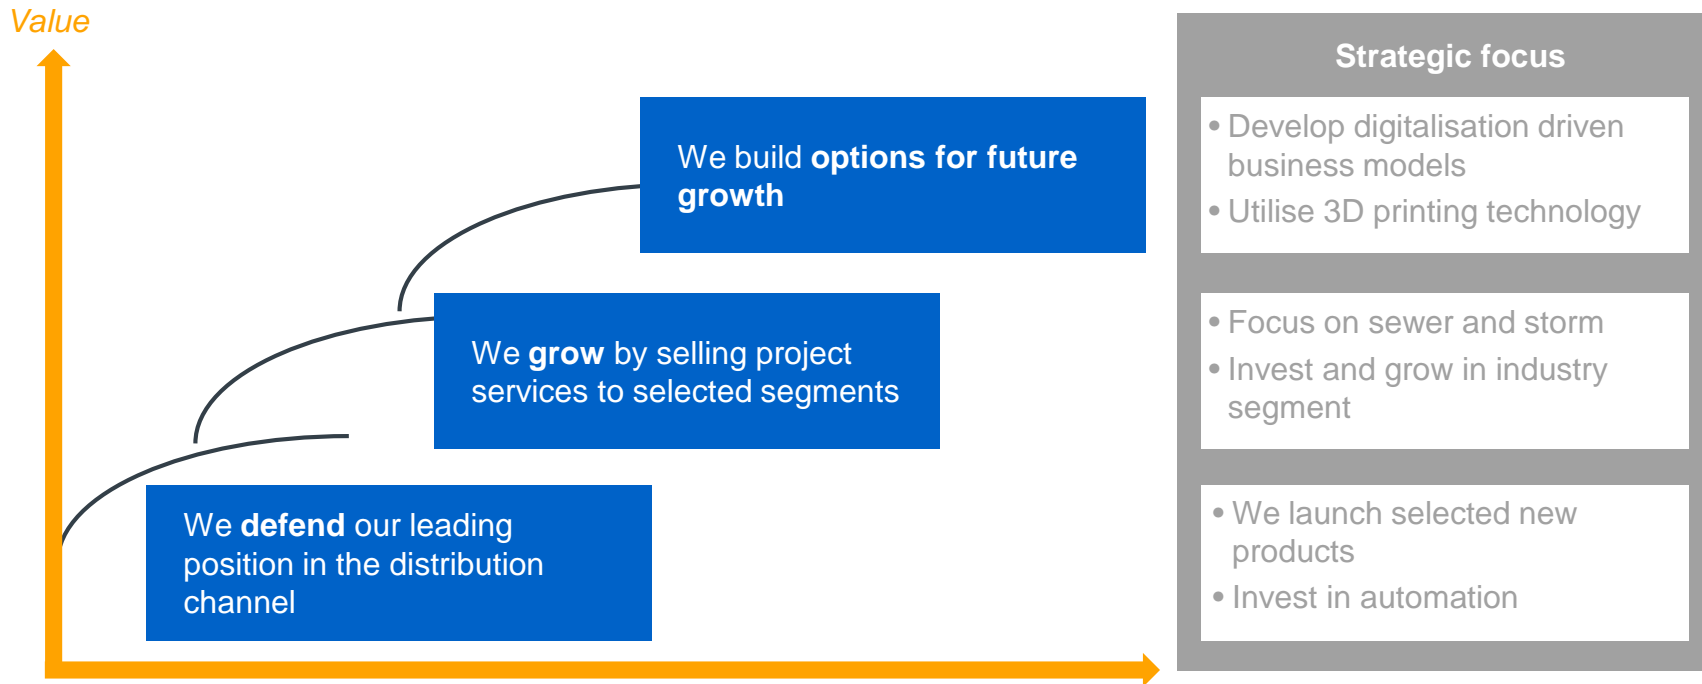 Value
Strategic focus
We build options for future
growth
• Develop digitalisation driven
business models
• Utilise 3D printing technology
We grow by selling project
services to selected segments
• Focus on sewer and storm
• Invest and grow in industry
segment
We defend our leading
position in the distribution
channel
• We launch selected new
products
• Invest in automation